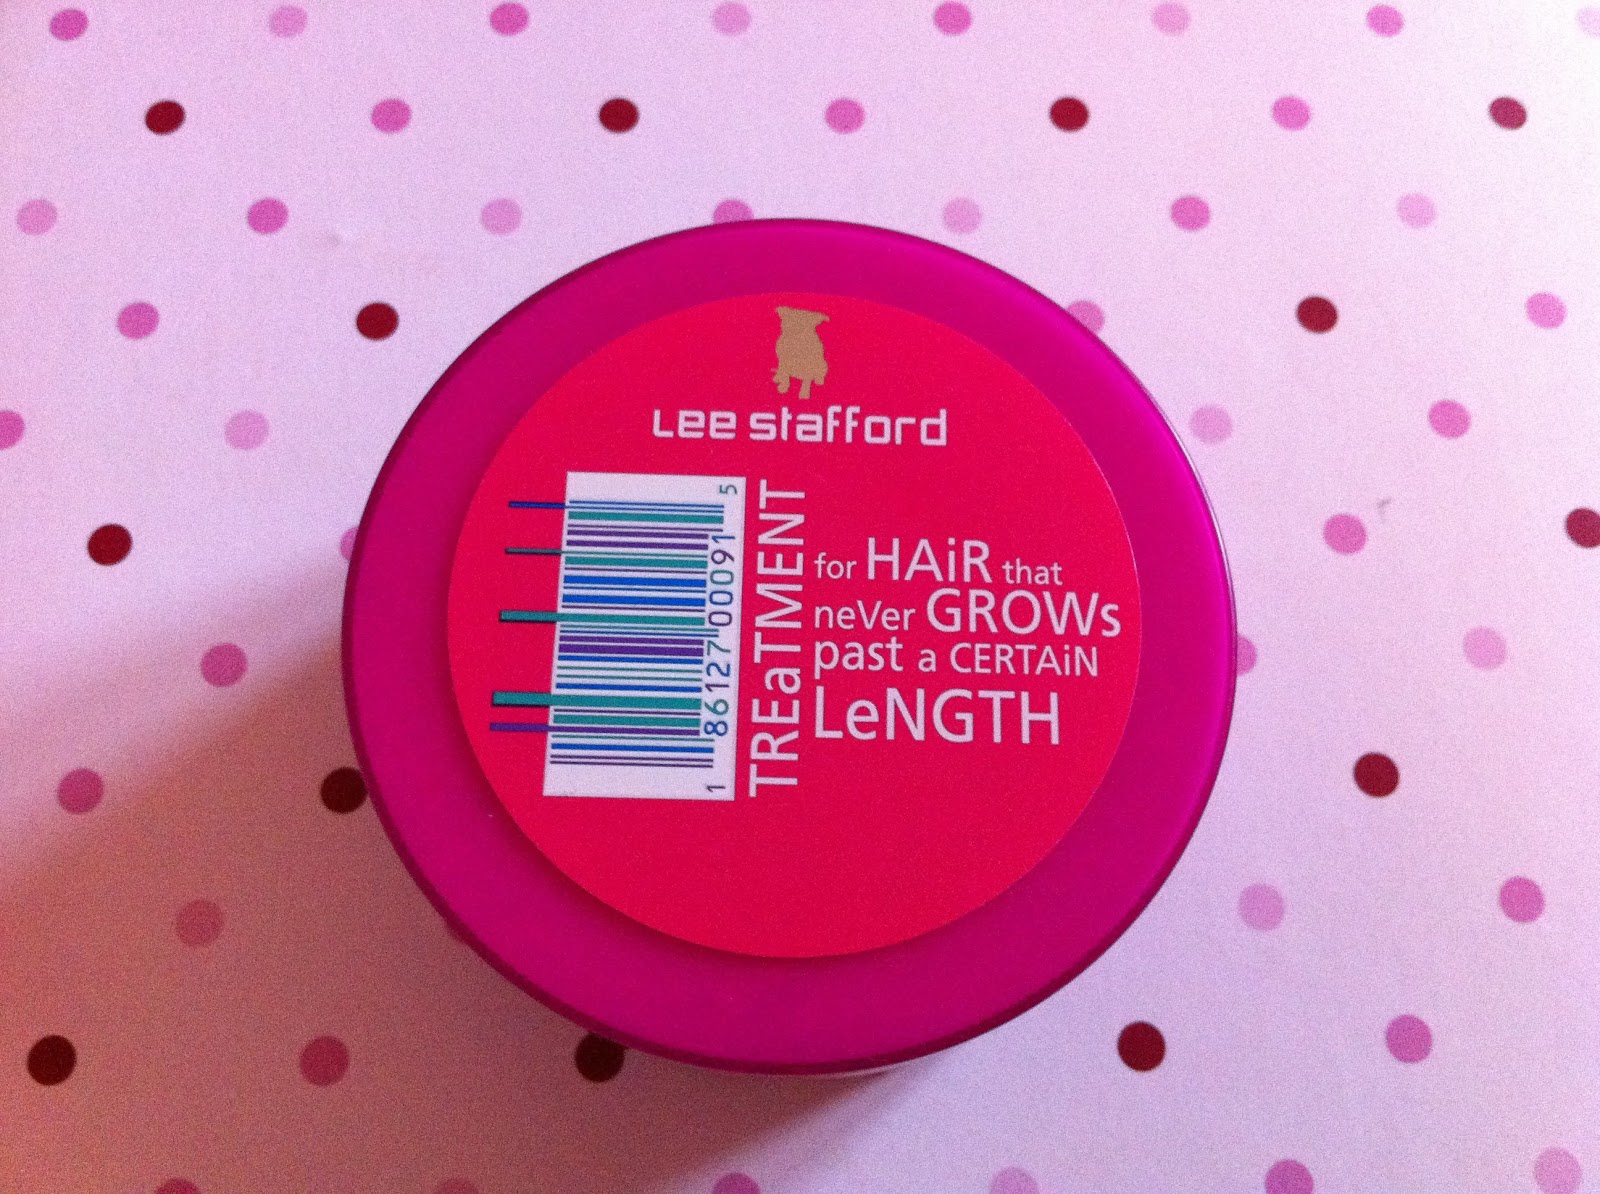 Lee stafford
1 86127 00091 5
TREaTMENT
for HAiR that
neVer GROWs
past a CERTAiN
LeNGTH